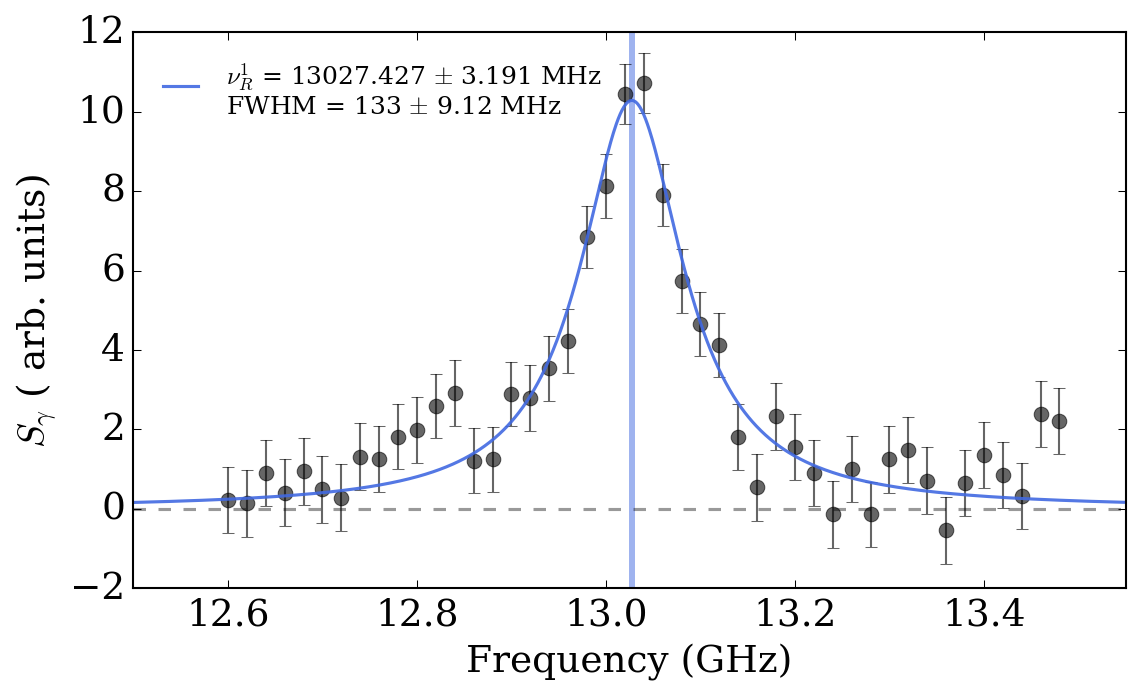 12
10
8
6
4
2
0
−2
S_γ ( arb. units)
ν_R^1 = 13027.427 ± 3.191 MHz
FWHM = 133 ± 9.12 MHz
12.6 12.8 13.0 13.2 13.4
Frequency (GHz)